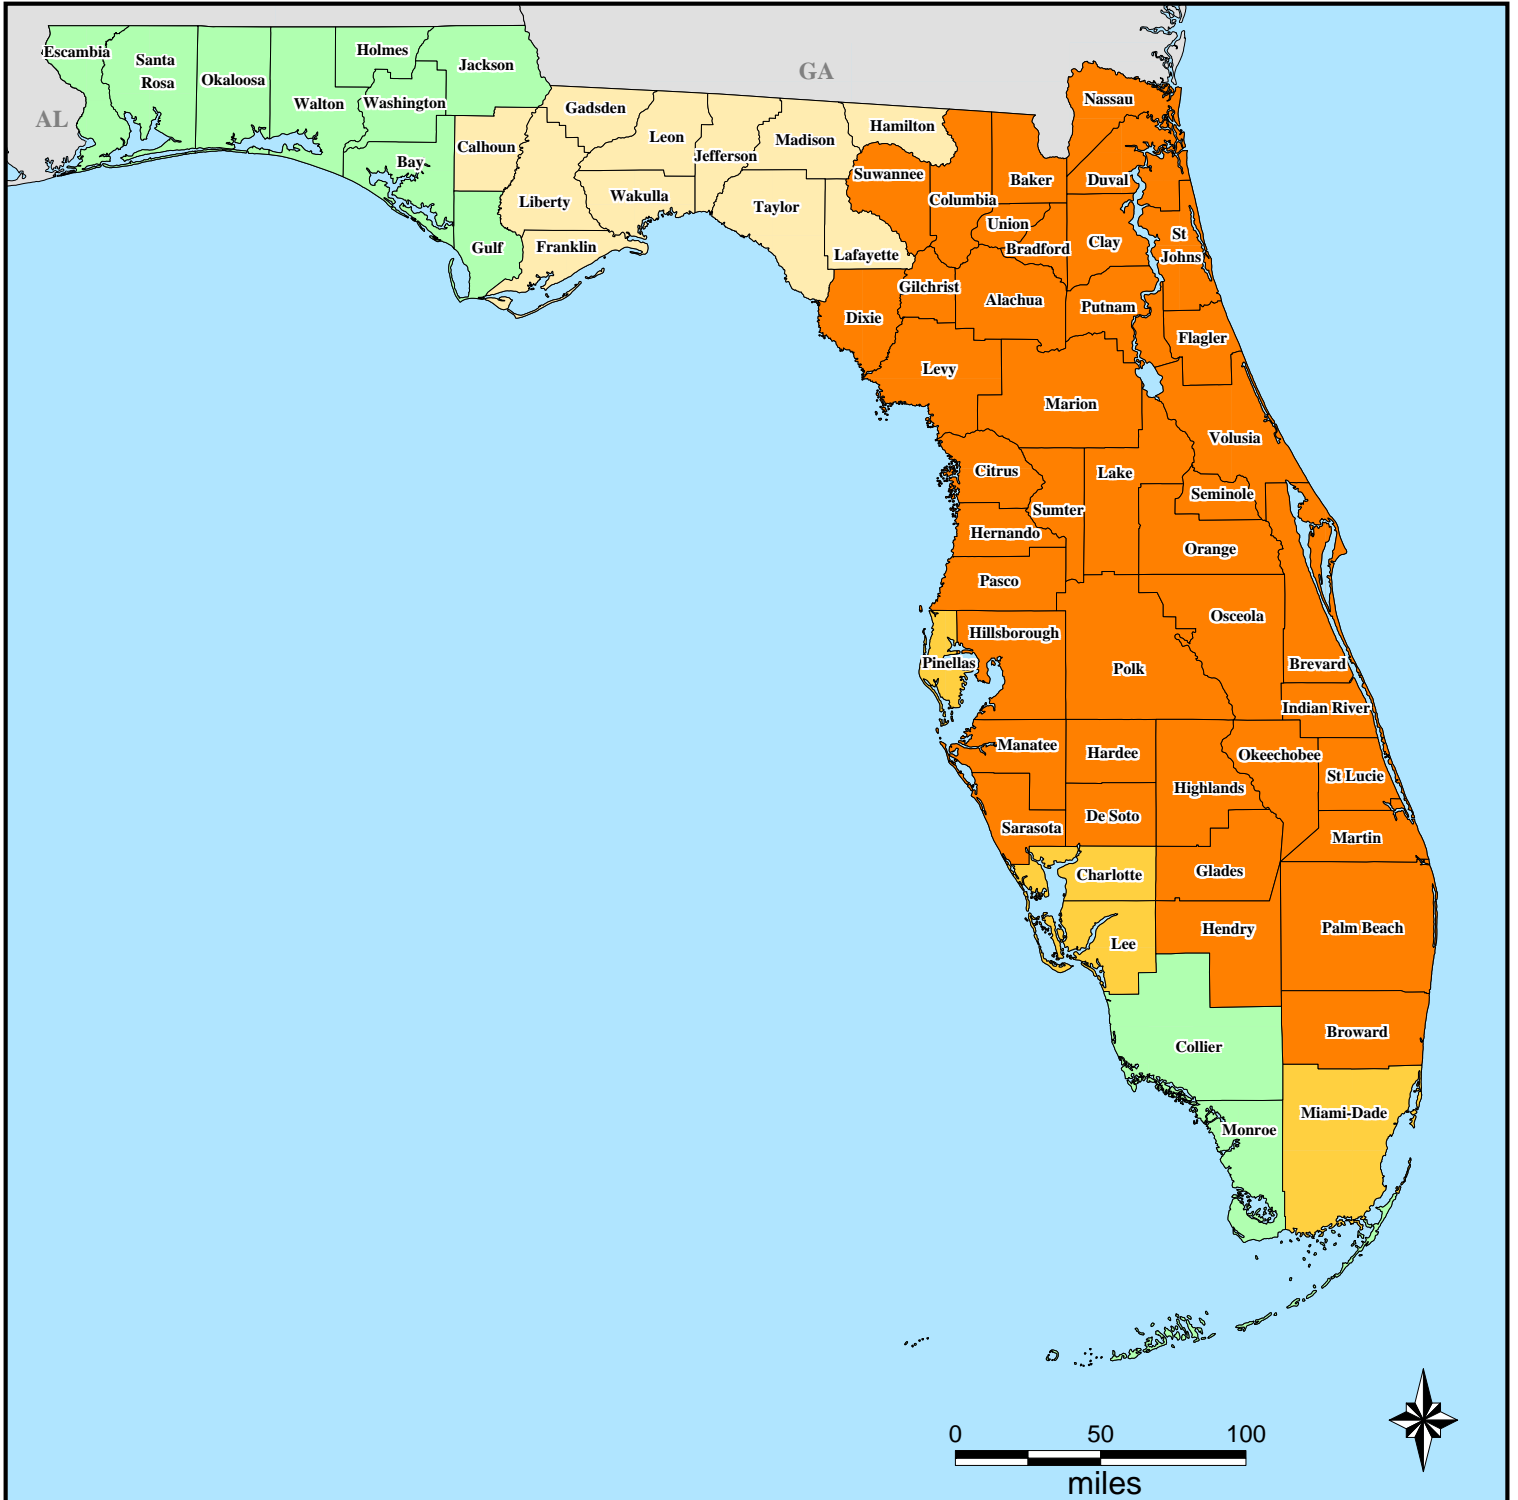 Escambia
Santa
Rosa
Okaloosa
Walton
Holmes
Washington
Jackson
Bay
Calhoun
Gulf
AL
GA
Gadsden
Liberty
Franklin
Leon
Wakulla
Jefferson
Madison
Taylor
Hamilton
Lafayette
Suwannee
Columbia
Baker
Nassau
Duval
Union
Bradford
Clay
St
Johns
Gilchrist
Alachua
Putnam
Dixie
Flagler
Levy
Marion
Volusia
Citrus
Lake
Seminole
Sumter
Hernando
Orange
Pasco
Osceola
Hillsborough
Pinellas
Polk
Brevard
Indian River
Manatee
Hardee
Okeechobee
St Lucie
Highlands
De Soto
Sarasota
Martin
Charlotte
Glades
Lee
Hendry
Palm Beach
Broward
Collier
Miami-Dade
Monroe
0 50 100
miles